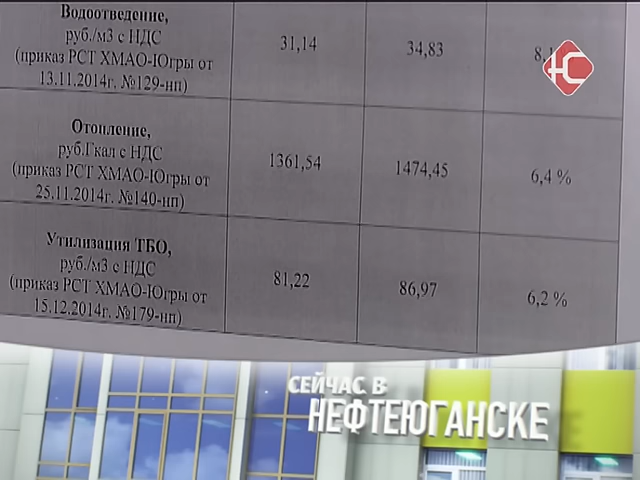 Водоотведение,
руб./м3 с НДС
(приказ РСТ ХМАО-Югры от
13.11.2014г. №129-нп)
31,14
34,83
Отопление,
руб.Гкал с НДС
(приказ РСТ ХМАО-Югры от
25.11.2014г. №140-нп)
1361,54
1474,45
6,4 %
Утилизация ТБО,
руб./м3 с НДС
(приказ РСТ ХМАО-Югры от
15.12.2014г. №179-нп)
81,22
86,97
6,2 %
СЕЙЧАС В
НЕФТЕЮГАНСКЕ